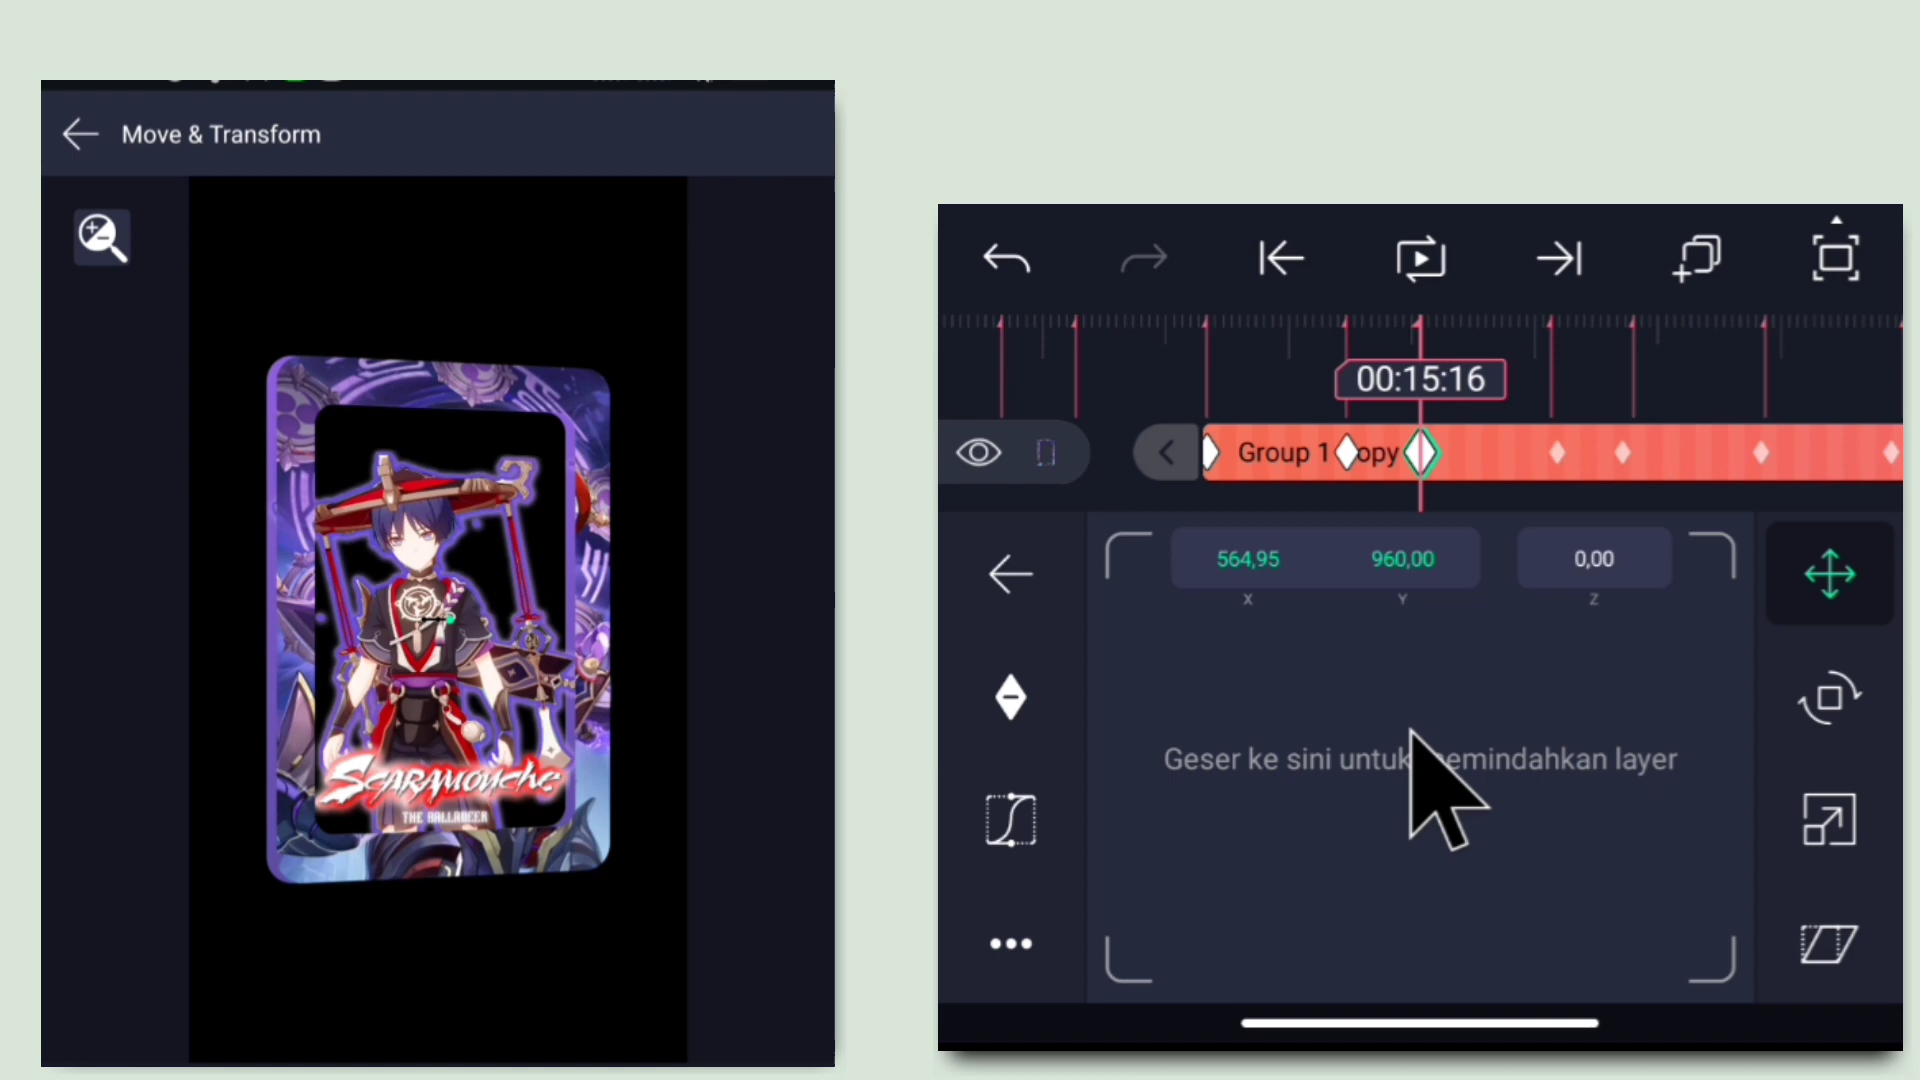 Move & Transform
SCARAMOUCHE
THE BALLADEER
00:15:16
Group 1 opy
564,95 960,00 0,00
X Y Z
Geser ke sini untuk emindahkan layer